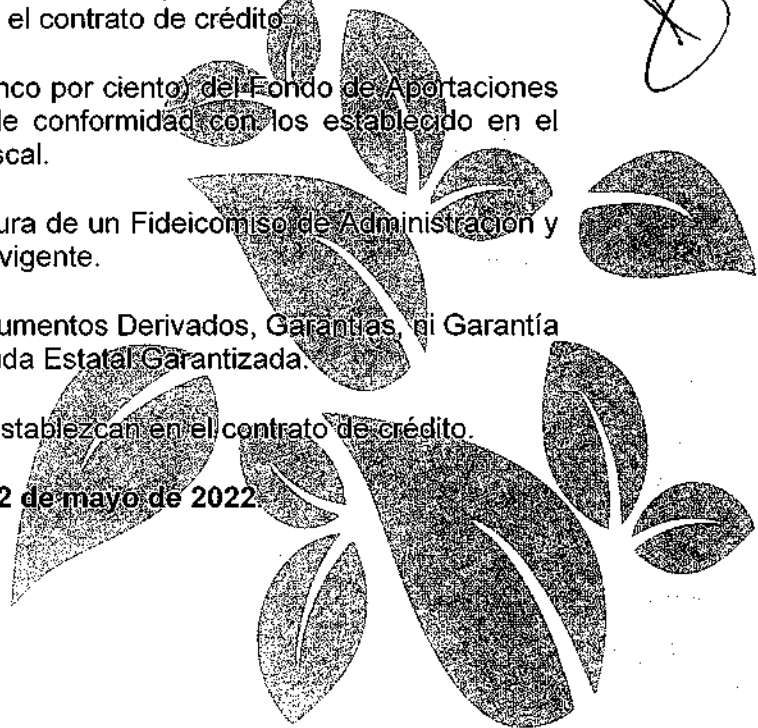 el contrato de crédito.
nco por ciento) del Fondo de Aportaciones
le conformidad con los establecido en el
scal.
ura de un Fideicomiso de Administración y
vigente.
umentos Derivados, Garantías, ni Garantía
uda Estatal Garantizada.
stablezcan en el contrato de crédito.
2 de mayo de 2022.